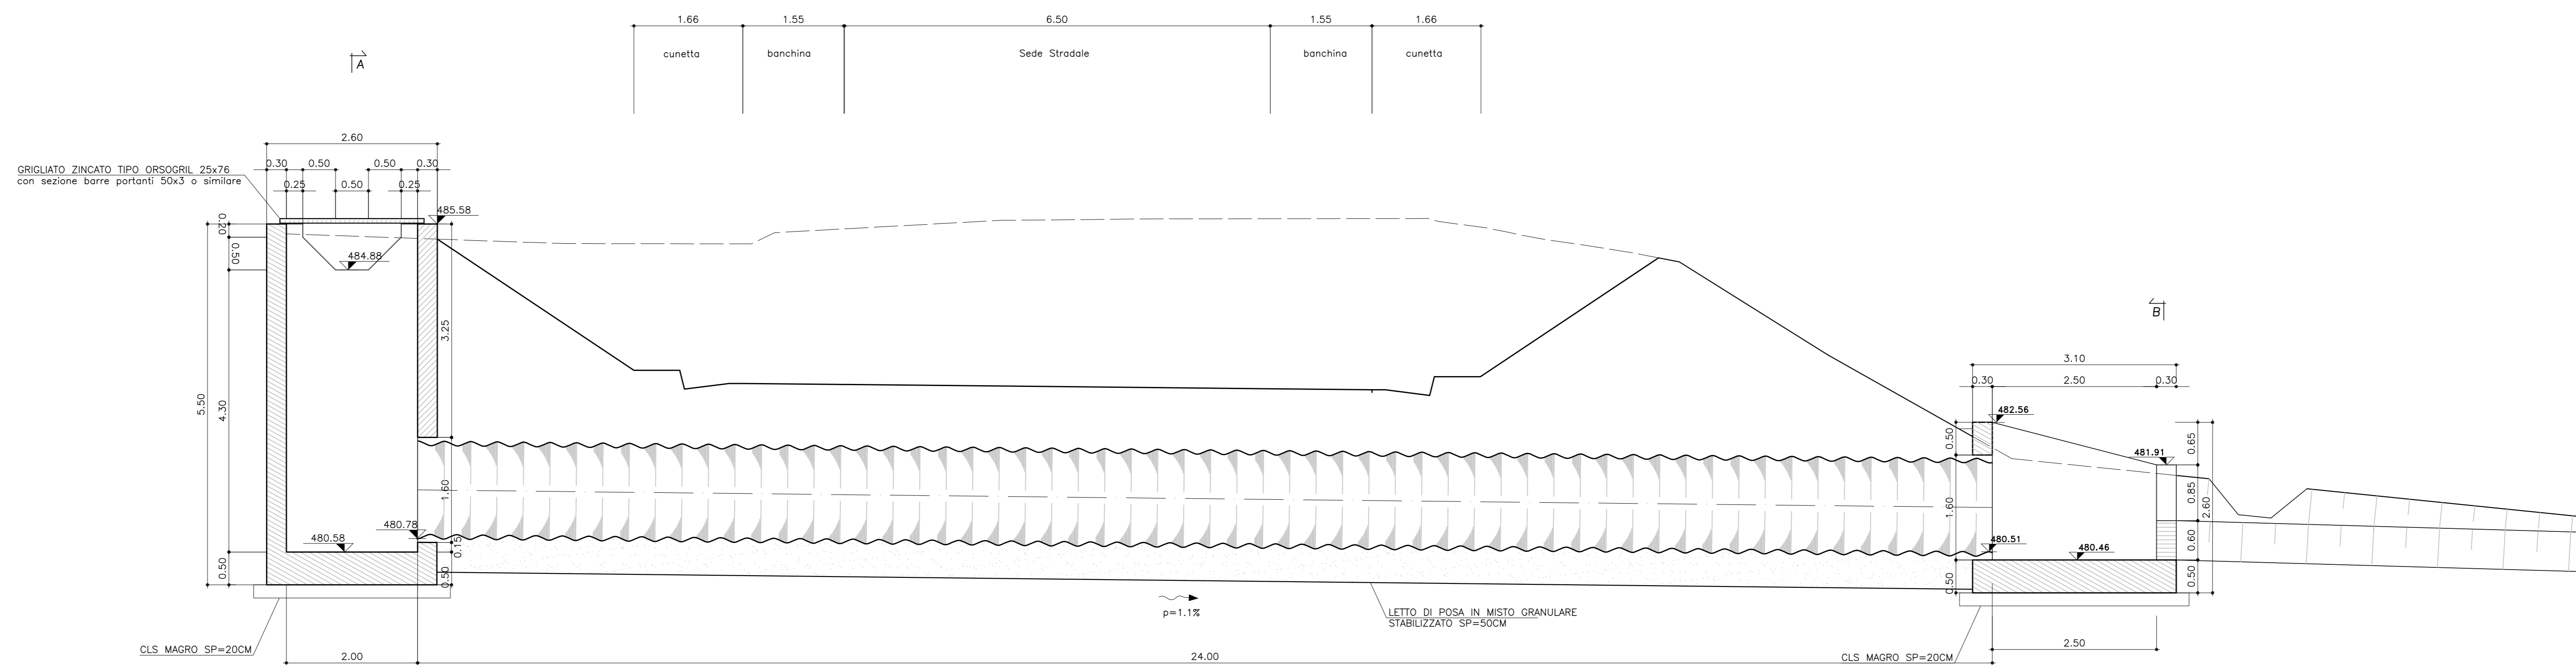 1.66 1.55 6.50 1.55 1.66
cunetta banchina Sede Stradale banchina cunetta
A
2.60
0.30 0.50 0.50 0.30
GRIGLIATO ZINCATO TIPO ORSOGRIL 25x76
con sezione barre portanti 50x3 o similare
0.25 0.50 0.25
485.58
0.20
0.50
484.88
3.25
5.50
4.30
1.60
480.78
480.58
0.15
0.50
0.50
B
3.10
0.30 2.50 0.30
482.56
0.50
0.65
481.91
0.85
2.60
1.60
480.51
480.46
0.60
0.50
0.50
p=1.1%
LETTO DI POSA IN MISTO GRANULARE
STABILIZZATO SP=50CM
CLS MAGRO SP=20CM
2.00
24.00
2.50
CLS MAGRO SP=20CM